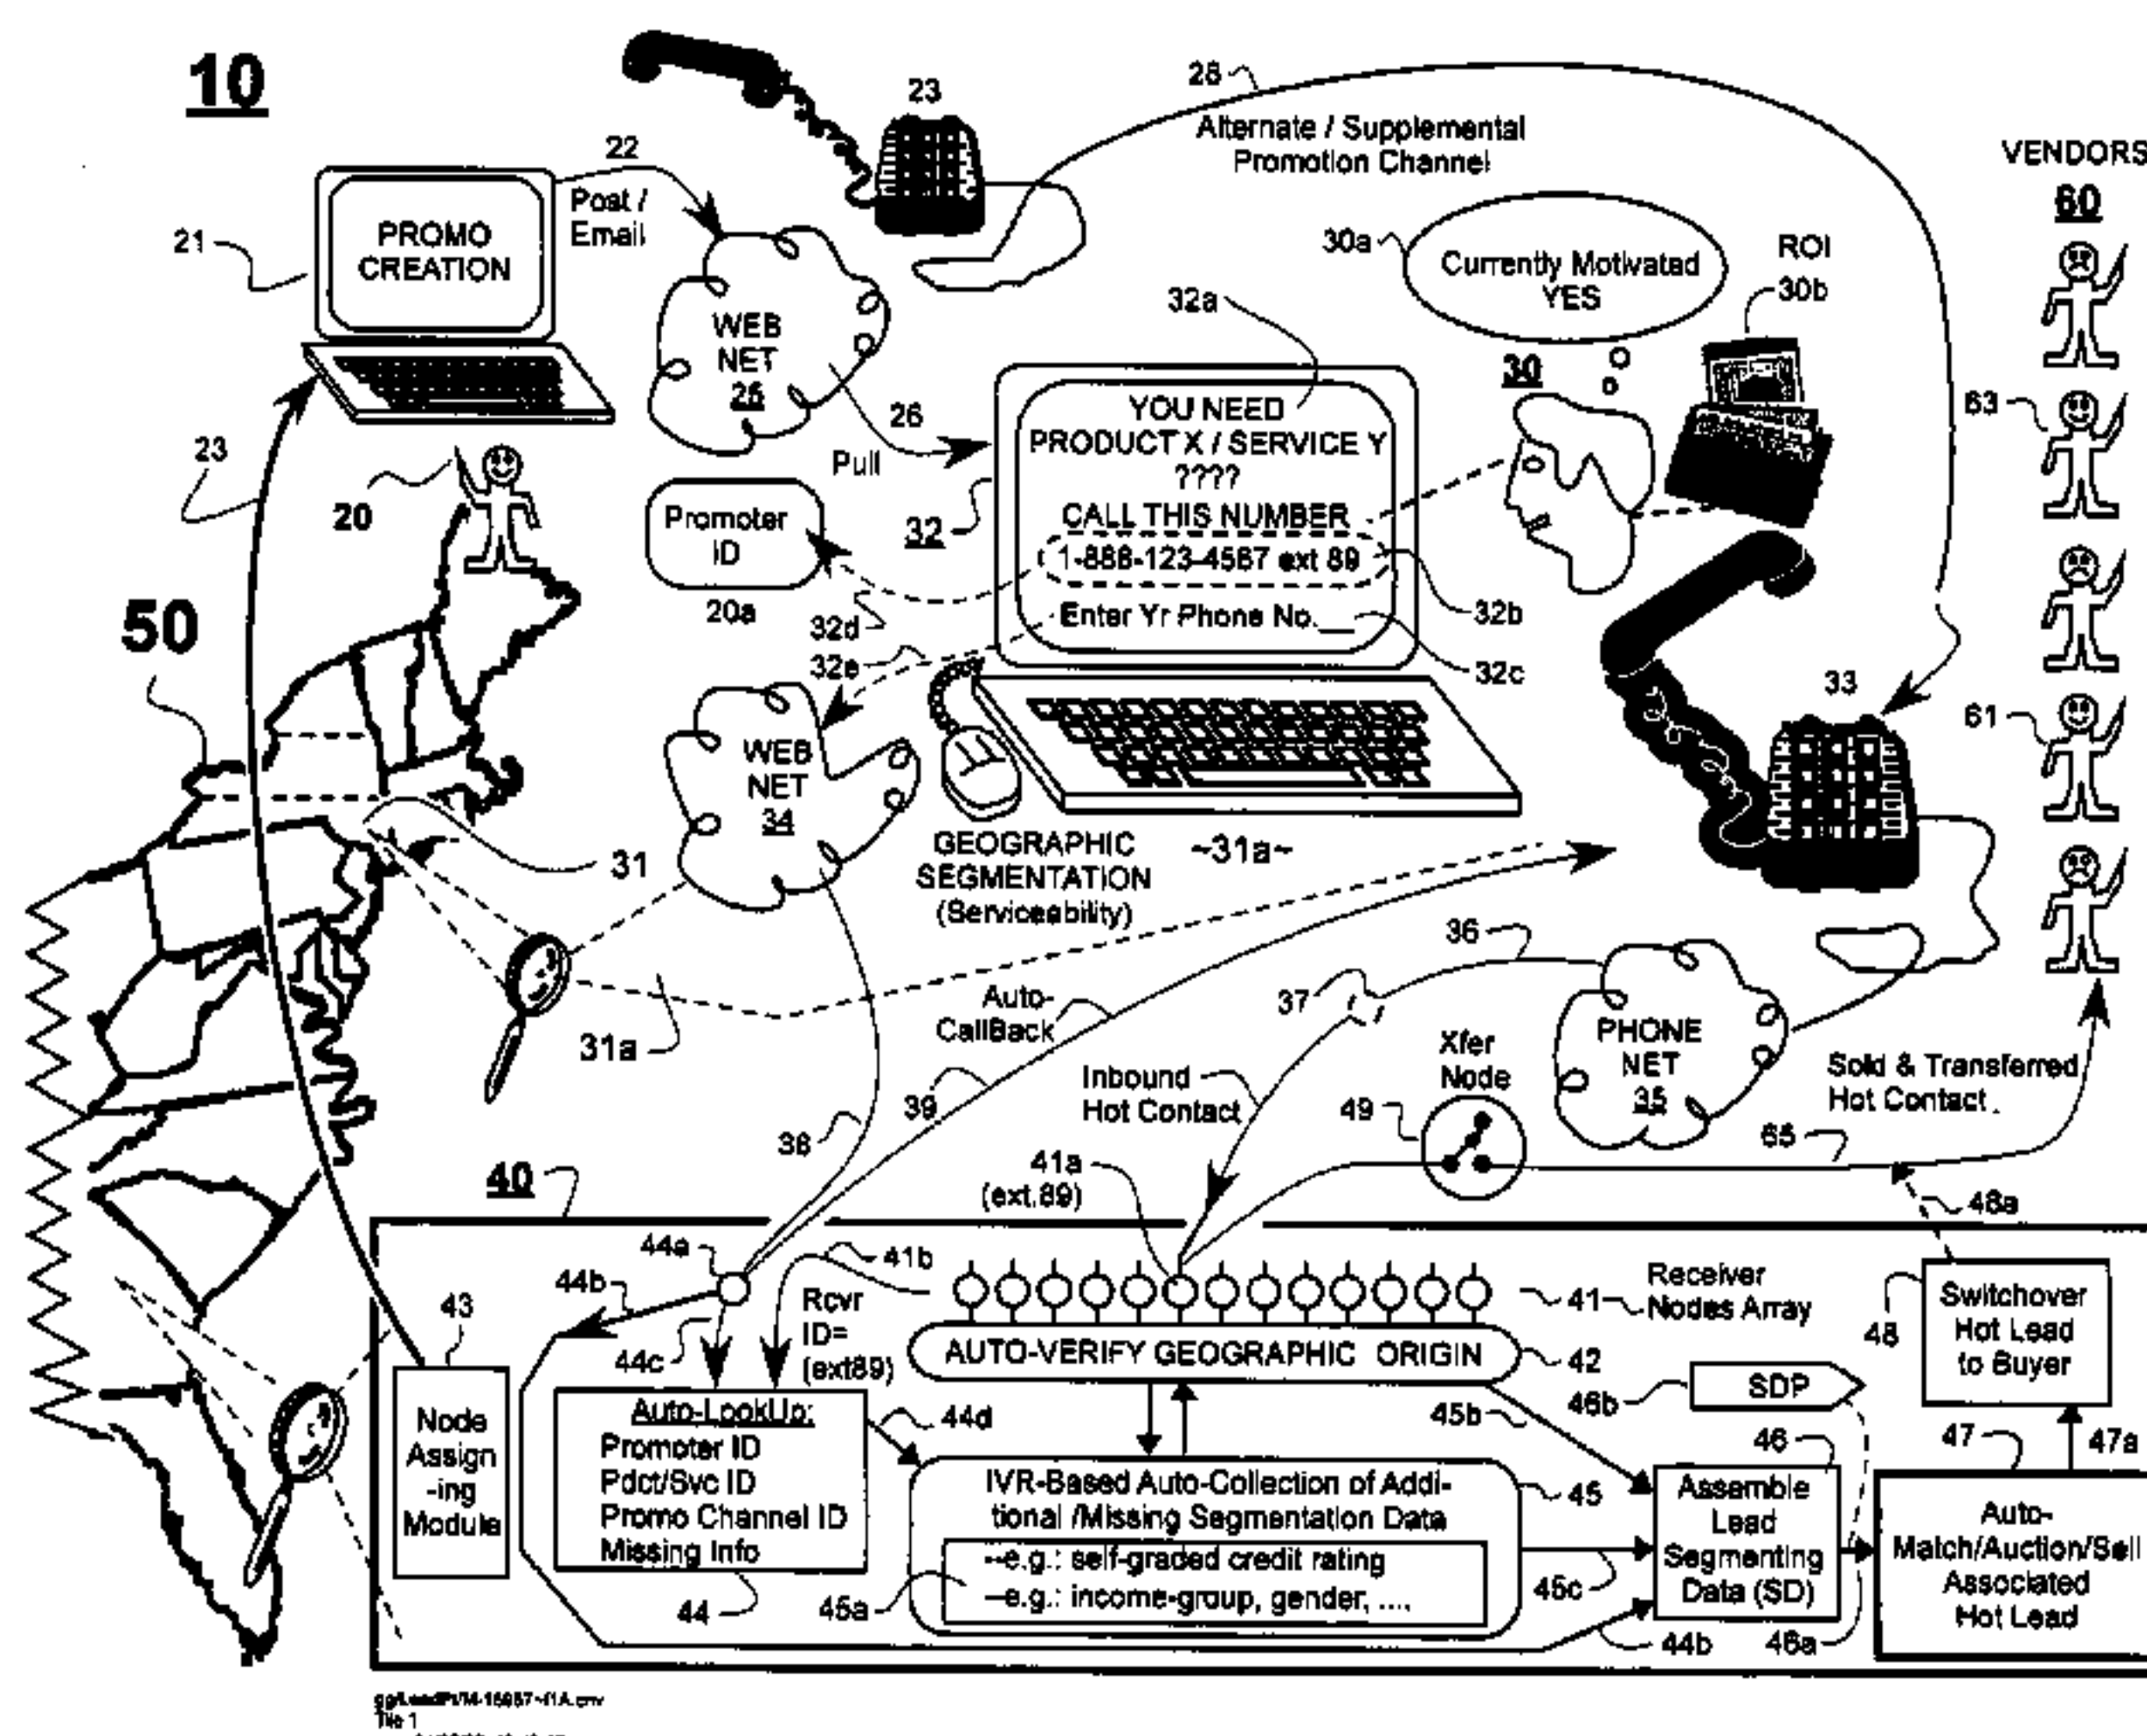 10
22
Post /
Email
21
PROMO
CREATION
23
28
Alternate / Supplemental
Promotion Channel
VENDORS
60
WEB
NET
25
26
Pull
23
20
Promoter
ID
20a
32a
30a
Currently Motivated
YES
ROI
30b
30
YOU NEED
PRODUCT X / SERVICE Y
????
CALL THIS NUMBER
1-888-123-4567 ext 89
Enter Yr Phone No.__
32
32b
32c
32d
32e
63
61
33
50
WEB
NET
34
31
GEOGRAPHIC
SEGMENTATION
(Serviceability)
~31a~
31a
Auto-
CallBack
36
37
PHONE
NET
35
Inbound
Hot Contact
Xfer
Node
49
Sold & Transferred
Hot Contact
65
38
39
40
41a
(ext.89)
48a
44a
44b
41b
Rcvr
ID=
(ext89)
44c
43
Node
Assign
-ing
Module
41
Receiver
Nodes Array
AUTO-VERIFY GEOGRAPHIC ORIGIN
42
48
Switchover
Hot Lead
to Buyer
SDP
46b
45b
Auto-LookUp:
Promoter ID
Pdct/Svc ID
Promo Channel ID
Missing Info
44
44d
IVR-Based Auto-Collection of Addi-
tional /Missing Segmentation Data
--e.g.: self-graded credit rating
--e.g.: income-group, gender, ....
45
45a
45c
46
Assemble
Lead
Segmenting
Data (SD)
44b
46a
47
47a
Auto-
Match/Auction/Sell
Associated
Hot Lead
Tile 1